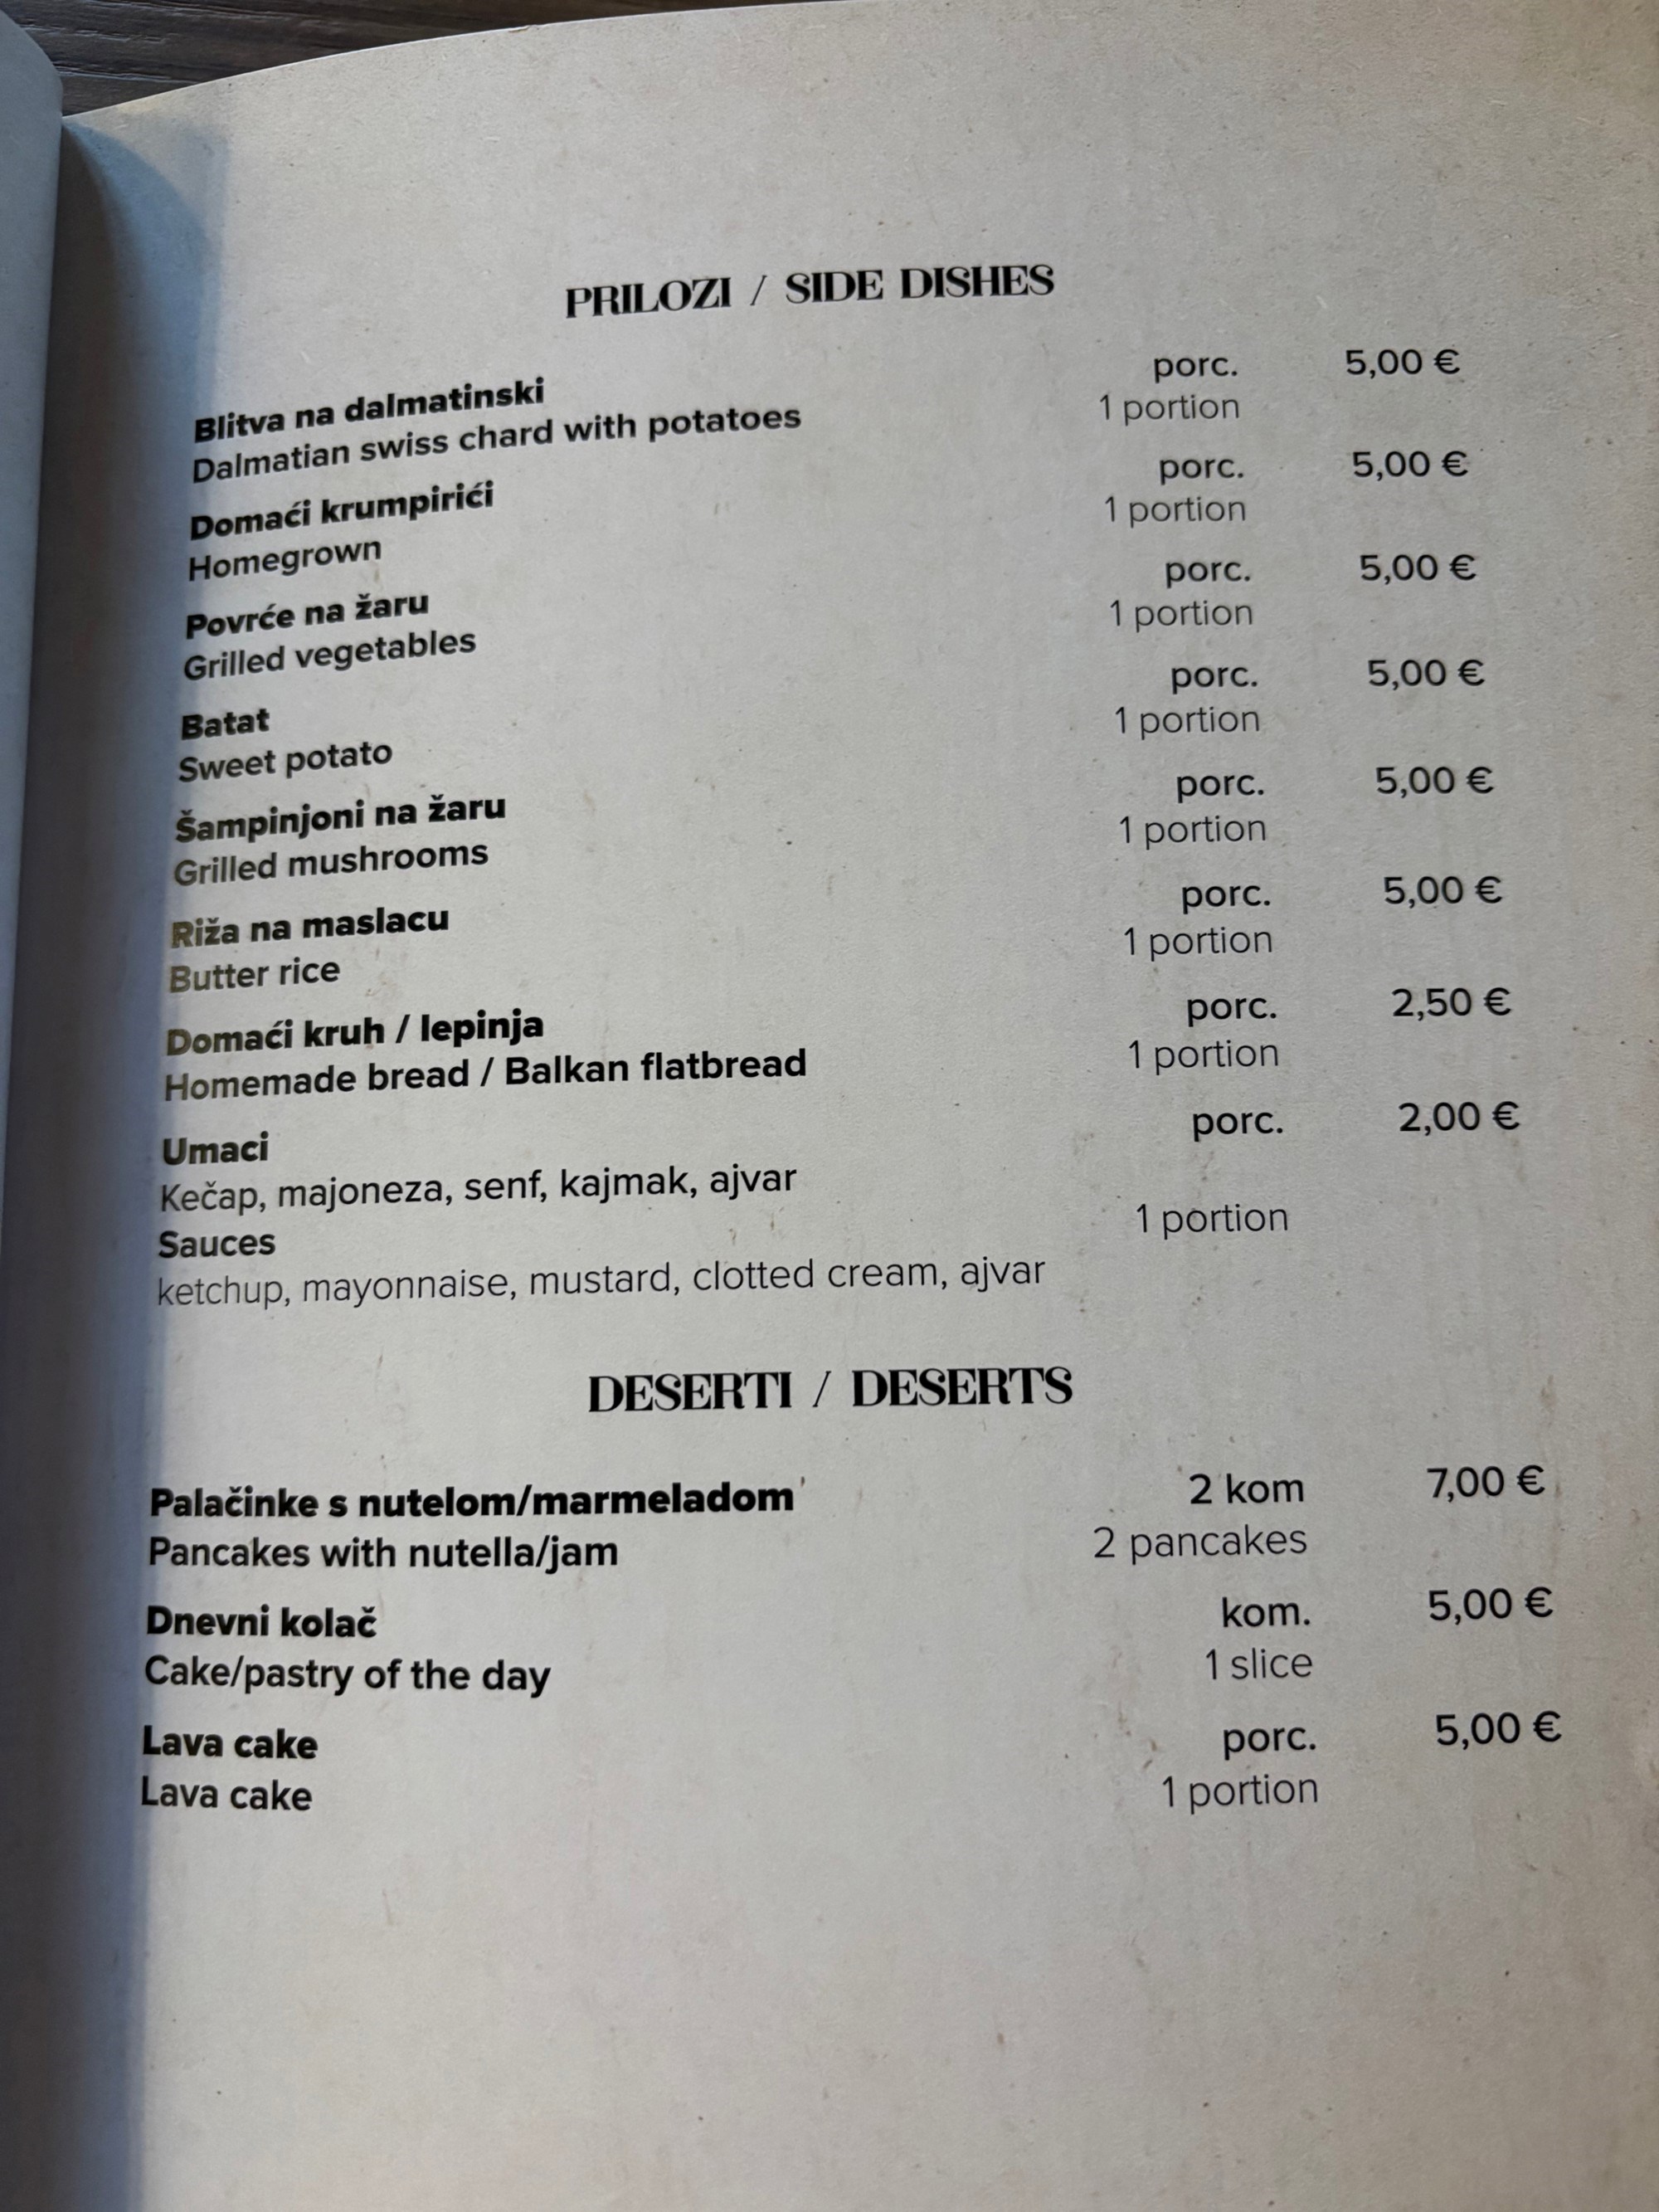 PRILOZI / SIDE DISHES
Blitva na dalmatinski porc. 5,00 €
Dalmatian swiss chard with potatoes 1 portion
Domaći krumpirići porc. 5,00 €
Homegrown 1 portion
Povrće na žaru porc. 5,00 €
Grilled vegetables 1 portion
Batat porc. 5,00 €
Sweet potato 1 portion
Šampinjoni na žaru porc. 5,00 €
Grilled mushrooms 1 portion
Riža na maslacu porc. 5,00 €
Butter rice 1 portion
Domaći kruh / lepinja porc. 2,50 €
Homemade bread / Balkan flatbread 1 portion
Umaci porc. 2,00 €
Kečap, majoneza, senf, kajmak, ajvar
Sauces 1 portion
ketchup, mayonnaise, mustard, clotted cream, ajvar
DESERTI / DESERTS
Palačinke s nutelom/marmeladom 2 kom 7,00 €
Pancakes with nutella/jam 2 pancakes
Dnevni kolač kom. 5,00 €
Cake/pastry of the day 1 slice
Lava cake porc. 5,00 €
Lava cake 1 portion